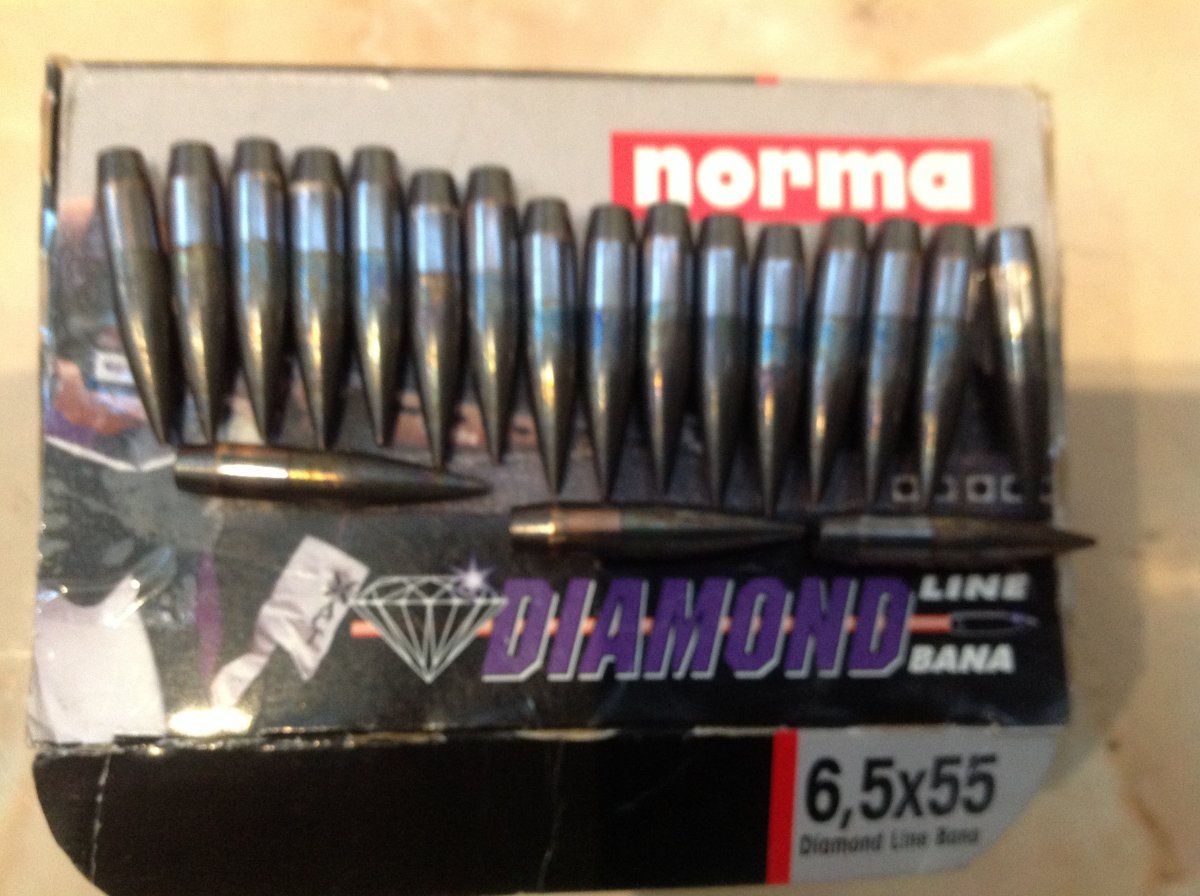 norma
DIAMOND
LINE
BANA
6,5x55
Diamond Line Bana